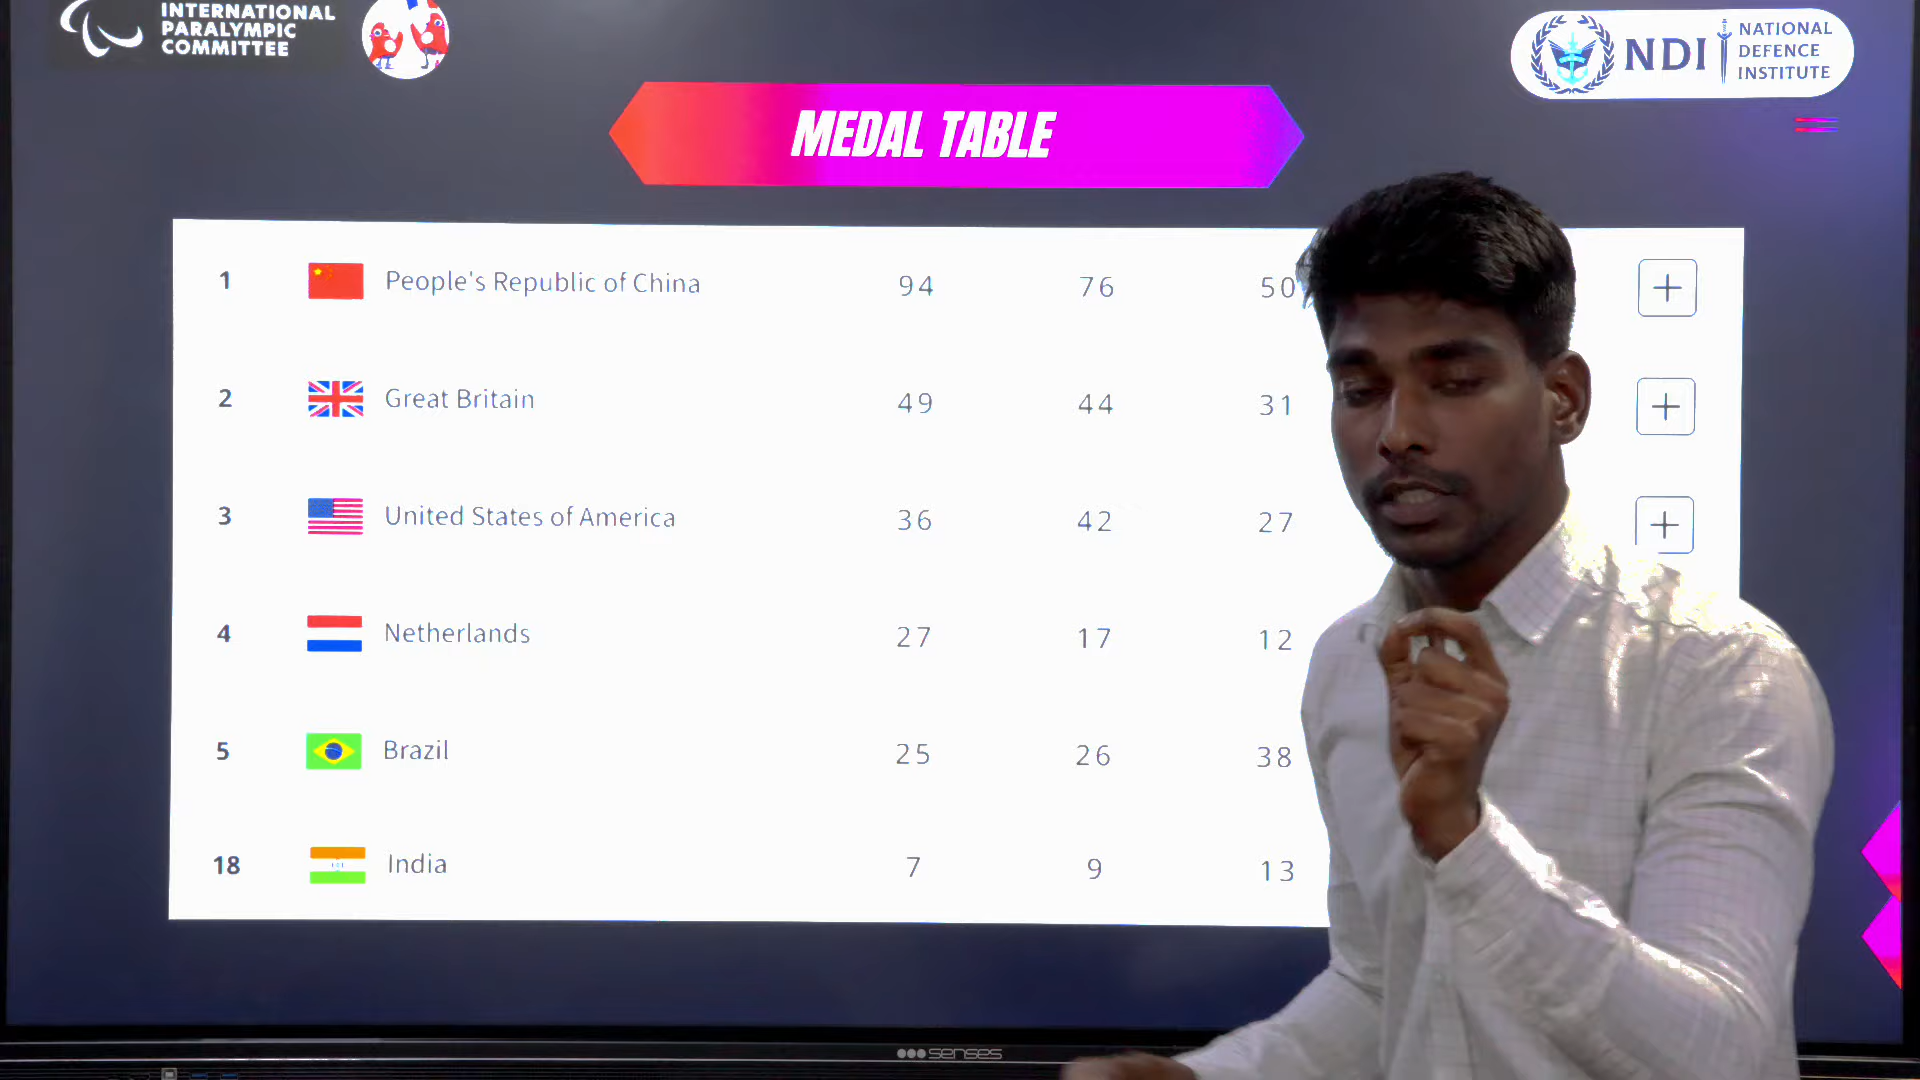 INTERNATIONAL
PARALYMPIC
COMMITTEE
NDI
NATIONAL
DEFENCE
INSTITUTE
MEDAL TABLE
1 People's Republic of China 94 76 50
2 Great Britain 49 44 31
3 United States of America 36 42 27
4 Netherlands 27 17 12
5 Brazil 25 26 38
18 India 7 9 13
senses